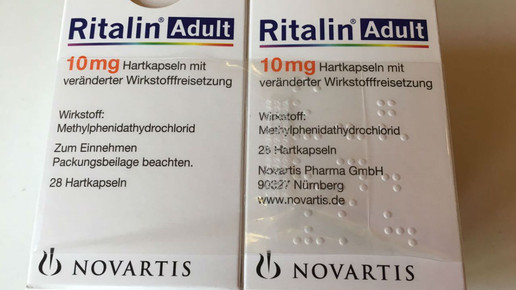 Ritalin® Adult
10 mg Hartkapseln mit
veränderter Wirkstofffreisetzung
Wirkstoff:
Methylphenidathydrochlorid
Zum Einnehmen
Packungsbeilage beachten.
28 Hartkapseln
NOVARTIS
Ritalin® Adult
10 mg Hartkapseln mit
veränderter Wirkstofffreisetzung
Wirkstoff:
Methylphenidathydrochlorid
28 Hartkapseln
Novartis Pharma GmbH
90327 Nürnberg
www.novartis.de
NOVARTIS